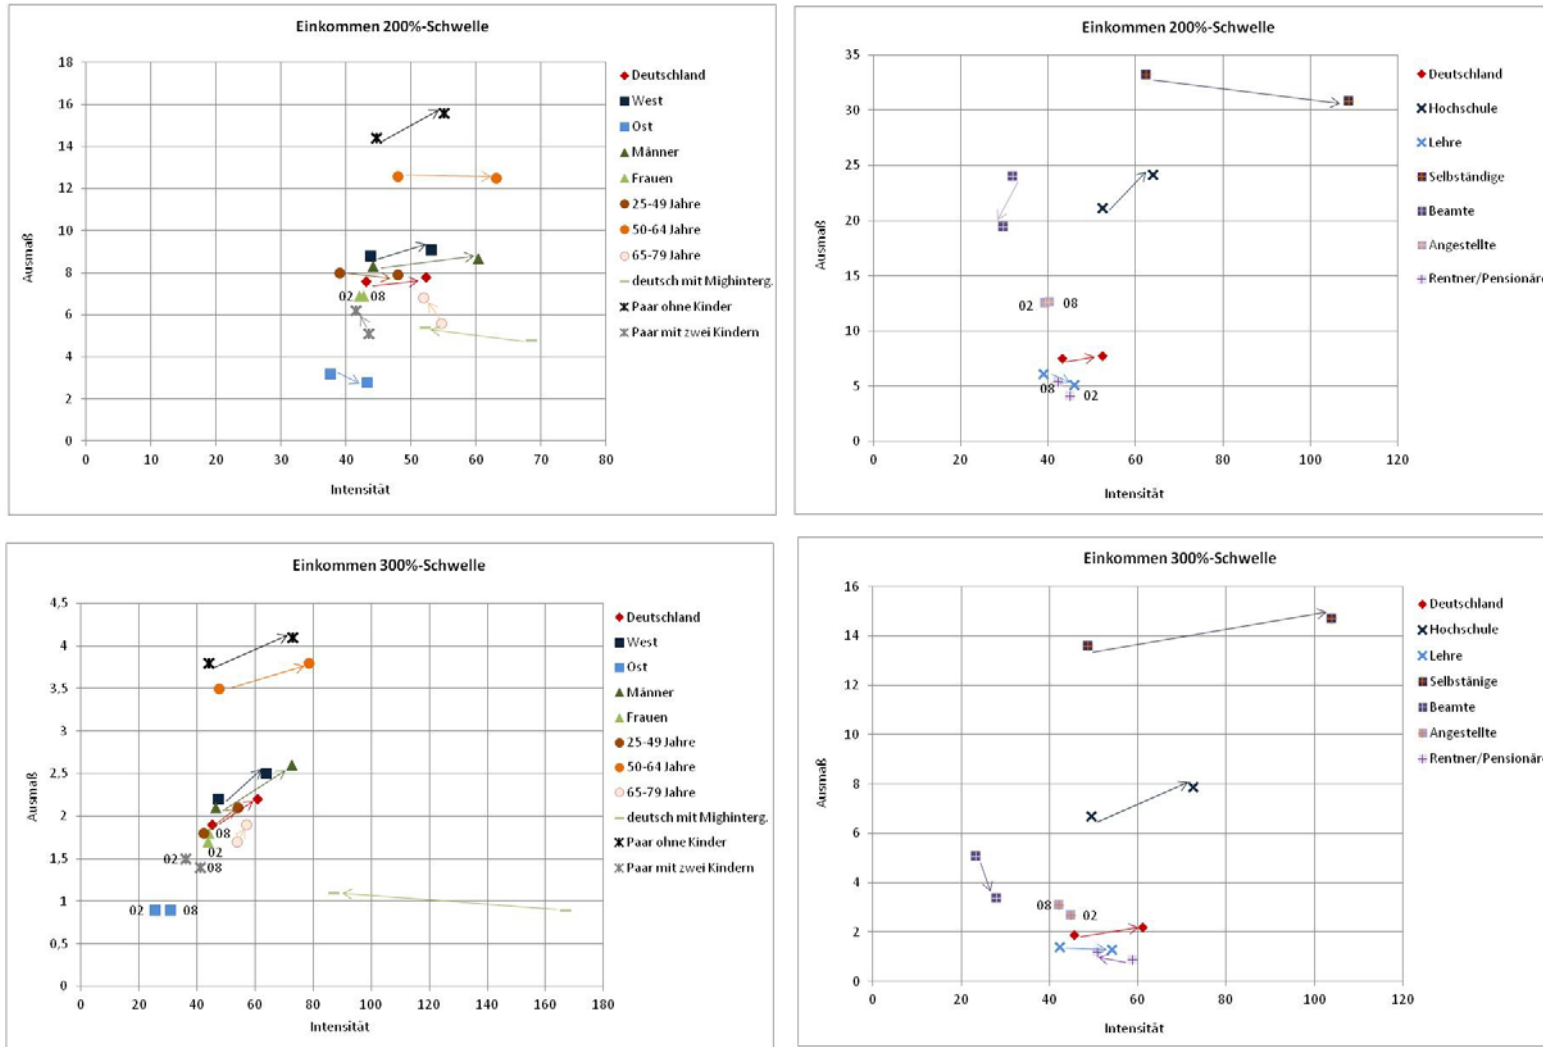 Einkommen 200%-Schwelle
18
16
14
12
10
8
6
4
2
0
Ausmaß
02 08
0 10 20 30 40 50 60 70 80
Intensität
Deutschland
West
Ost
Männer
Frauen
25-49 Jahre
50-64 Jahre
65-79 Jahre
deutsch mit Mighinterg.
Paar ohne Kinder
Paar mit zwei Kindern
Einkommen 200%-Schwelle
35
30
25
20
15
10
5
0
Ausmaß
02 08
08 02
0 20 40 60 80 100 120
Intensität
Deutschland
Hochschule
Lehre
Selbständige
Beamte
Angestellte
Rentner/Pensionäre
Einkommen 300%-Schwelle
4,5
4
3,5
3
2,5
2
1,5
1
0,5
0
Ausmaß
08
02
02 08
02 08
0 20 40 60 80 100 120 140 160 180
Intensität
Deutschland
West
Ost
Männer
Frauen
25-49 Jahre
50-64 Jahre
65-79 Jahre
deutsch mit Mighinterg.
Paar ohne Kinder
Paar mit zwei Kindern
Einkommen 300%-Schwelle
16
14
12
10
8
6
4
2
0
Ausmaß
08 02
0 20 40 60 80 100 120
Intensität
Deutschland
Hochschule
Lehre
Selbstänige
Beamte
Angestellte
Rentner/Pensionäre